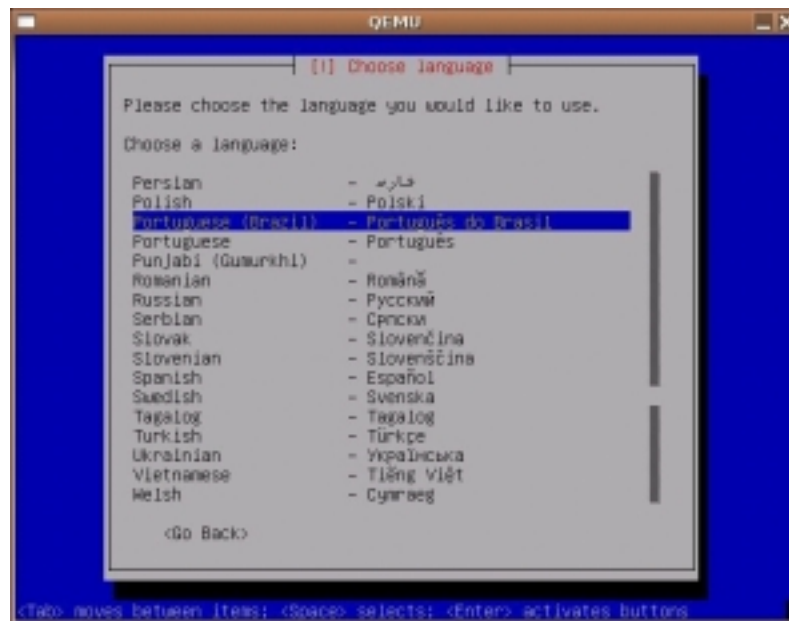 QEMU
[!] Choose language
Please choose the language you would like to use.
Choose a language:
Persian - فارسی
Polish - Polski
Portuguese (Brazil) - Português do Brasil
Portuguese - Português
Punjabi (Gumurkhi) -
Romanian - Română
Russian - Русский
Serbian - Српски
Slovak - Slovenčina
Slovenian - Slovenščina
Spanish - Español
Swedish - Svenska
Tagalog - Tagalog
Turkish - Türkçe
Ukrainian - Українська
Vietnamese - Tiếng Việt
Welsh - Cymraeg
<Go Back>
<Tab> moves between items; <Space> selects; <Enter> activates buttons